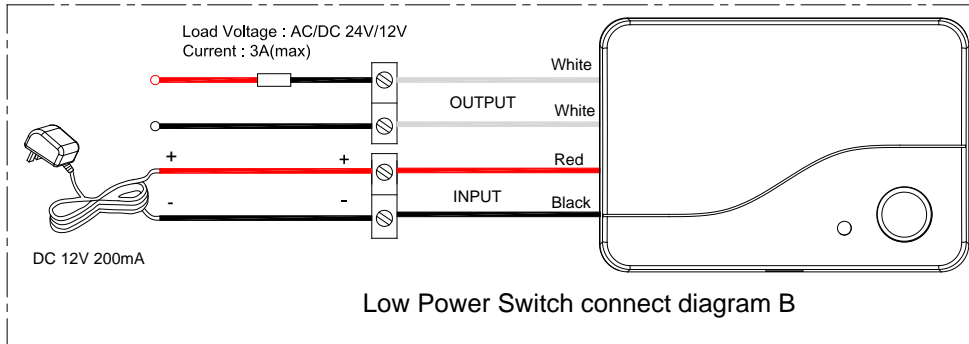 Load Voltage : AC/DC 24V/12V
Current : 3A(max)
White
OUTPUT
White
+
+
Red
INPUT
-
-
Black
DC 12V 200mA
Low Power Switch connect diagram B